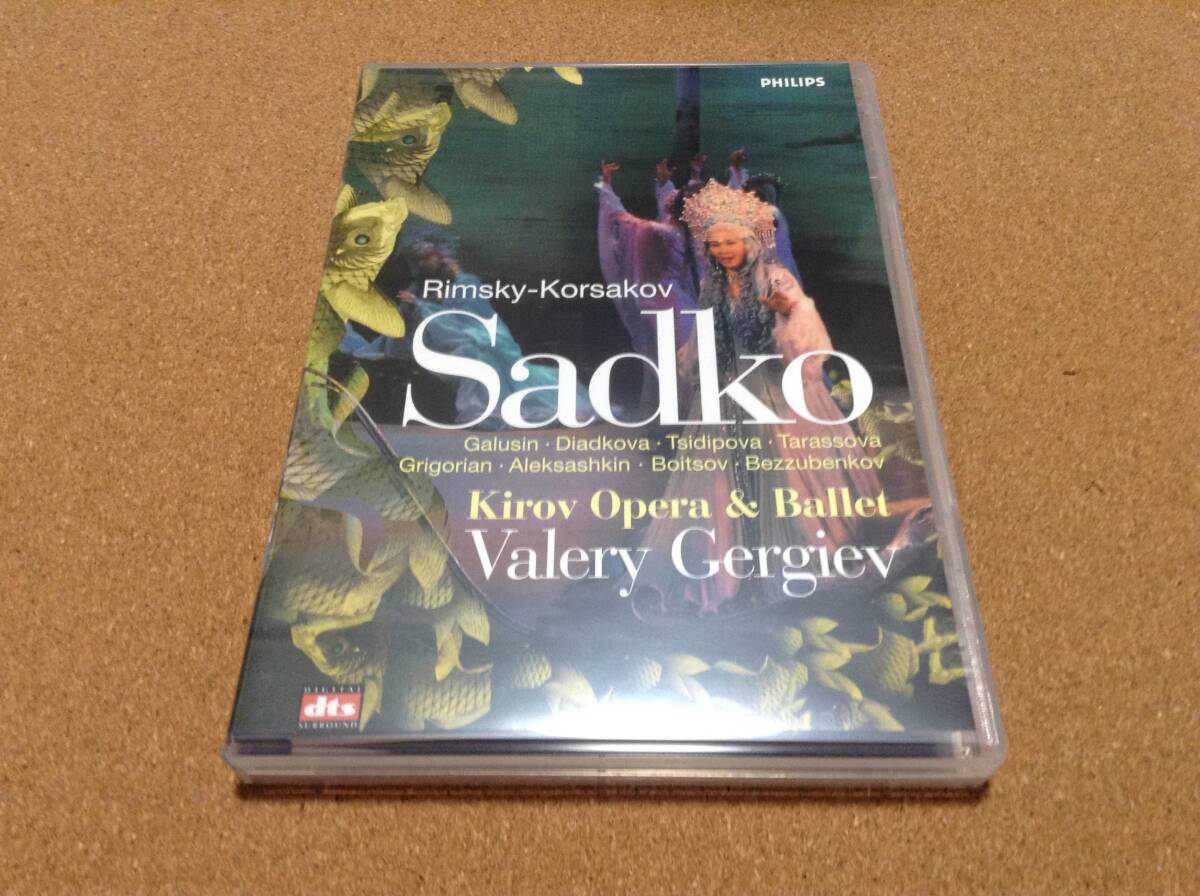 PHILIPS
Rimsky-Korsakov
Sadko
Galusin · Diadkova · Tsidipova · Tarassova
Grigorian · Aleksashkin · Boitsov · Bezzubenkov
Kirov Opera & Ballet
Valery Gergiev
DIGITAL
dts
SURROUND